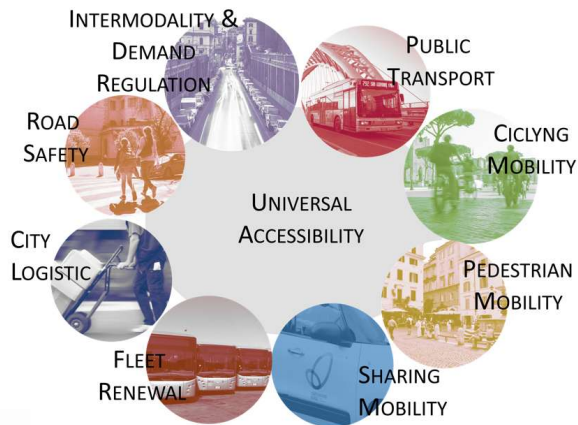 INTERMODALITY &
DEMAND
REGULATION
PUBLIC
TRANSPORT
ROAD
SAFETY
CICLYNG
MOBILITY
UNIVERSAL
ACCESSIBILITY
CITY
LOGISTIC
PEDESTRIAN
MOBILITY
FLEET
RENEWAL
SHARING
MOBILITY